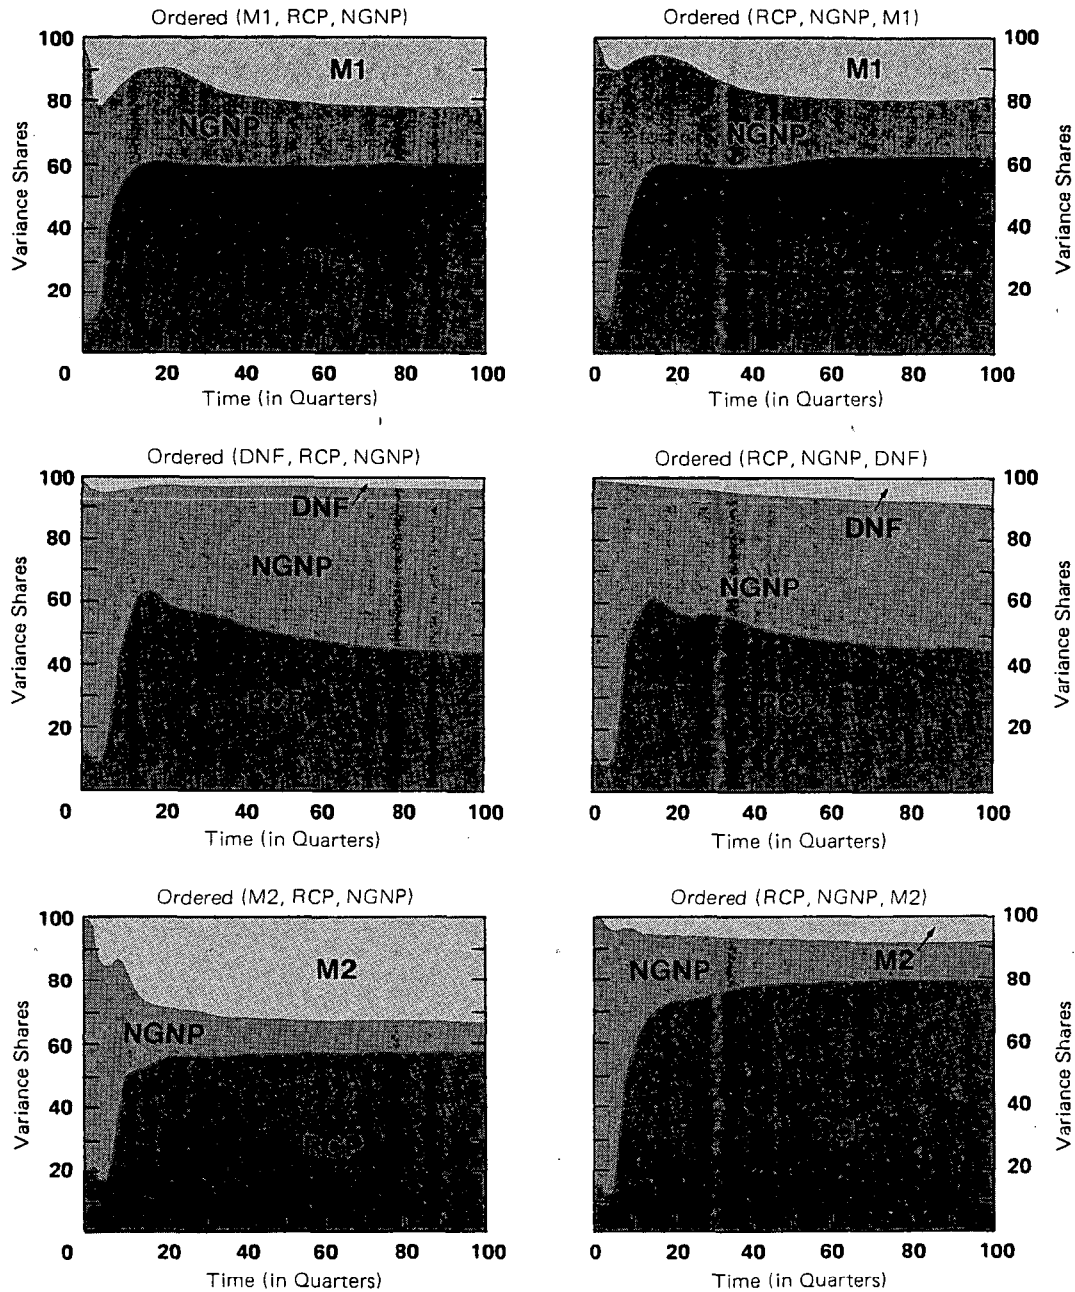 Ordered (M1, RCP, NGNP)
100
80
60
40
20
0
Variance Shares
M1
NGNP
20 40 60 80 100
Time (in Quarters)
Ordered (RCP, NGNP, M1)
100
80
60
40
20
Variance Shares
M1
NGNP
0 20 40 60 80 100
Time (in Quarters)
Ordered (DNF, RCP, NGNP)
100
80
60
40
20
0
Variance Shares
DNF
NGNP
RCP
20 40 60 80 100
Time (in Quarters)
Ordered (RCP, NGNP, DNF)
100
80
60
40
20
Variance Shares
DNF
NGNP
RCP
0 20 40 60 80 100
Time (in Quarters)
Ordered (M2, RCP, NGNP)
100
80
60
40
20
0
Variance Shares
M2
NGNP
RCP
20 40 60 80 100
Time (in Quarters)
Ordered (RCP, NGNP, M2)
100
80
60
40
20
Variance Shares
NGNP
M2
0 20 40 60 80 100
Time (in Quarters)